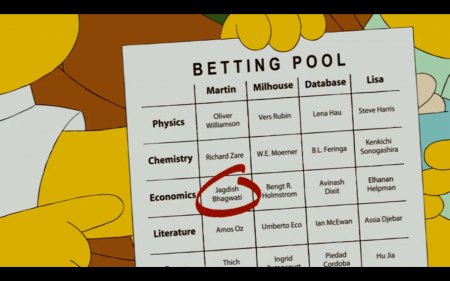 BETTING POOL
Martin Milhouse Database Lisa
Physics Oliver Williamson Vers Rubin Lena Hau Steve Harris
Chemistry Richard Zare W.E. Moerner B.L. Feringa Kenkichi Sonogashira
Economics Jagdish Bhagwati Bengt R. Holmstrom Avinash Dixit Elhanan Helpman
Literature Amos Oz Umberto Eco Ian McEwan Assia Djebar
Thich Ingrid Piedad Cordoba Hu Jia